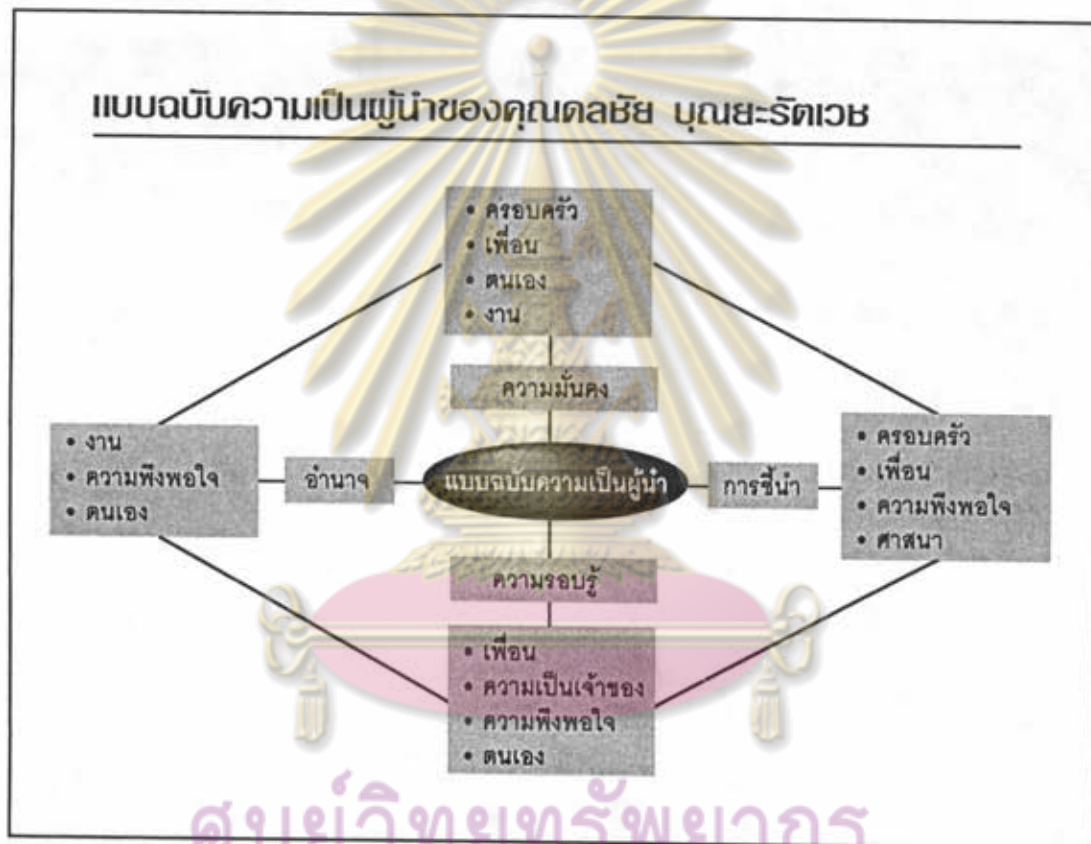 แบบฉบับความเป็นผู้นำของคุณดลชัย บุณยะรัตเวช
• ครอบครัว
• เพื่อน
• ตนเอง
• งาน
ความมั่นคง
• งาน
• ความพึงพอใจ
• ตนเอง
อำนาจ
แบบฉบับความเป็นผู้นำ
การชี้นำ
• ครอบครัว
• เพื่อน
• ความพึงพอใจ
• ศาสนา
ความรอบรู้
• เพื่อน
• ความเป็นเจ้าของ
• ความพึงพอใจ
• ตนเอง
ศูนย์วิทยทรัพยากร